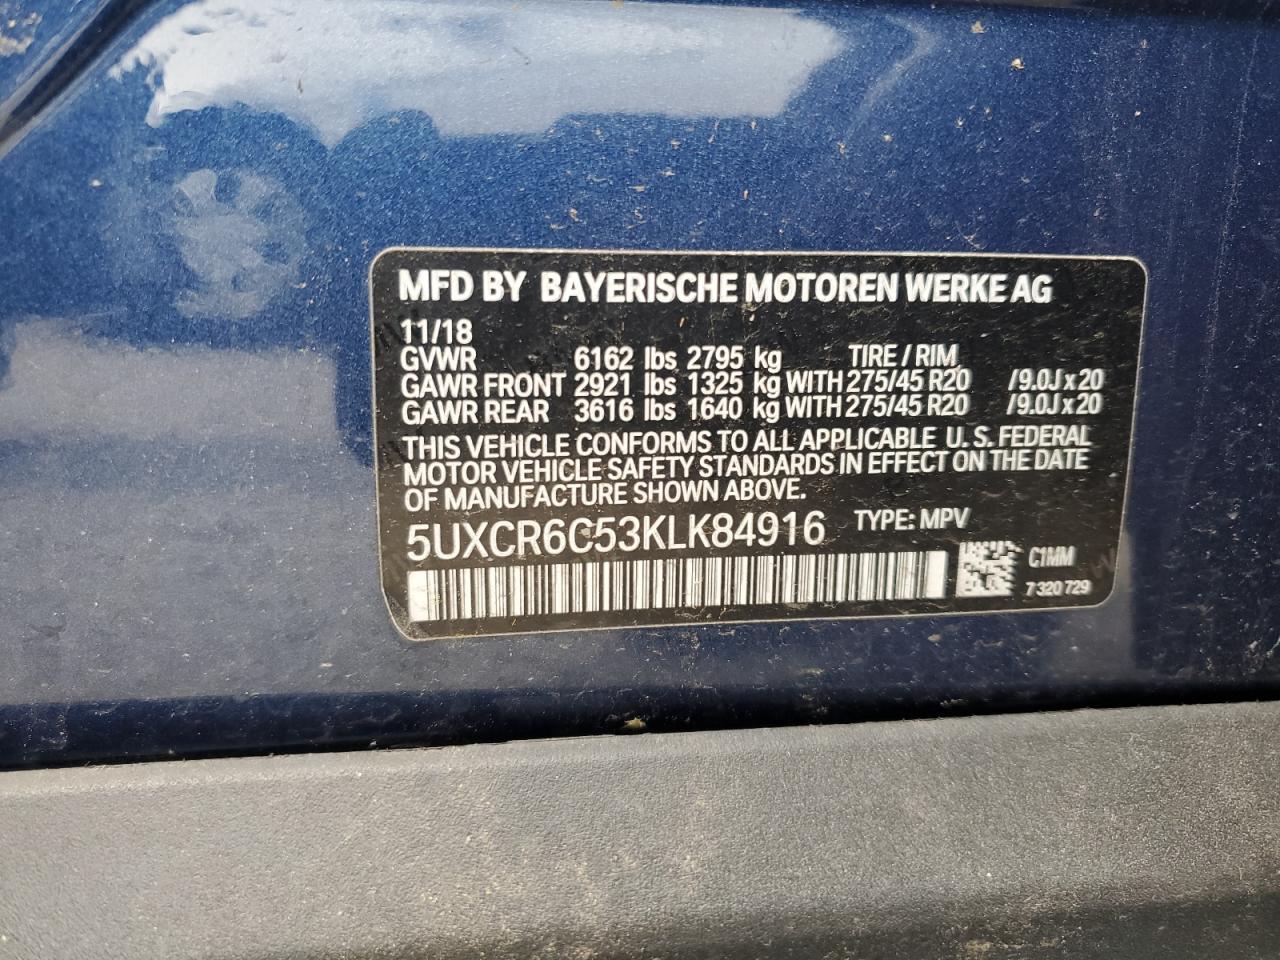 MFD BY BAYERISCHE MOTOREN WERKE AG
11/18
GVWR 6162 lbs 2795 kg TIRE / RIM
GAWR FRONT 2921 lbs 1325 kg WITH 275/45 R20 /9.0J x 20
GAWR REAR 3616 lbs 1640 kg WITH 275/45 R20 /9.0J x 20
THIS VEHICLE CONFORMS TO ALL APPLICABLE U.S. FEDERAL
MOTOR VEHICLE SAFETY STANDARDS IN EFFECT ON THE DATE
OF MANUFACTURE SHOWN ABOVE.
5UXCR6C53KLK84916 TYPE: MPV
C1MM
7 320 729